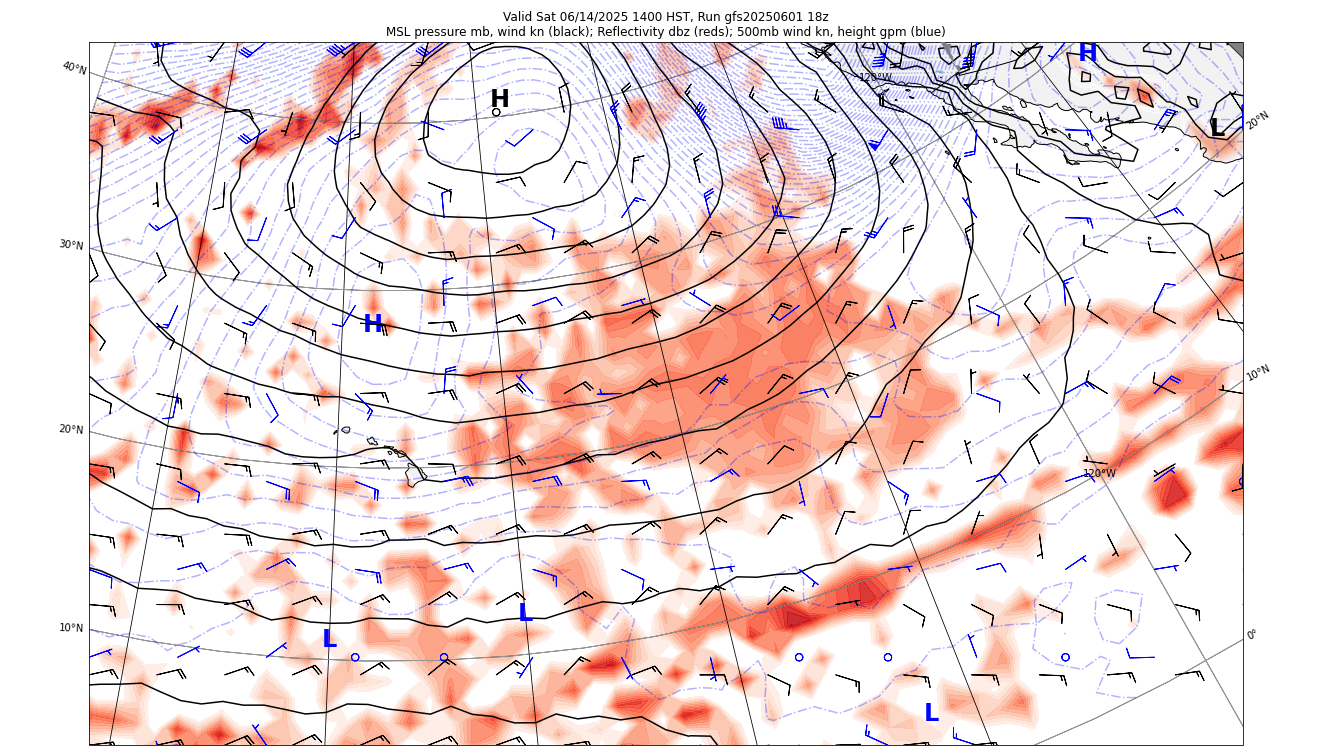 Valid Sat 06/14/2025 1400 HST, Run gfs20250601 18z
MSL pressure mb, wind kn (black); Reflectivity dbz (reds); 500mb wind kn, height gpm (blue)
H
40°N
120°W
H
20°N
L
30°N
H
10°N
20°N
120°W
L
10°N
L
0°
L